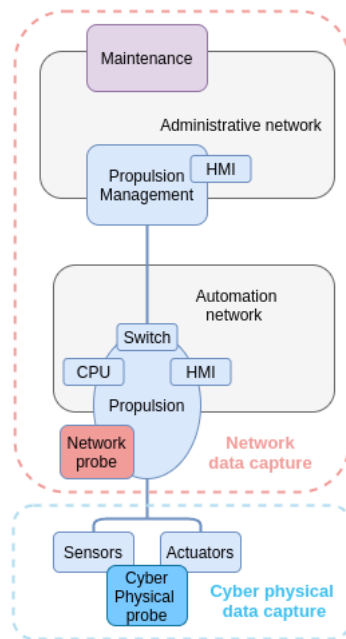 Maintenance
Administrative network
HMI
Propulsion
Management
Automation
network
Switch
CPU
HMI
Propulsion
Network
probe
Network
data capture
Sensors
Actuators
Cyber
Physical
probe
Cyber physical
data capture